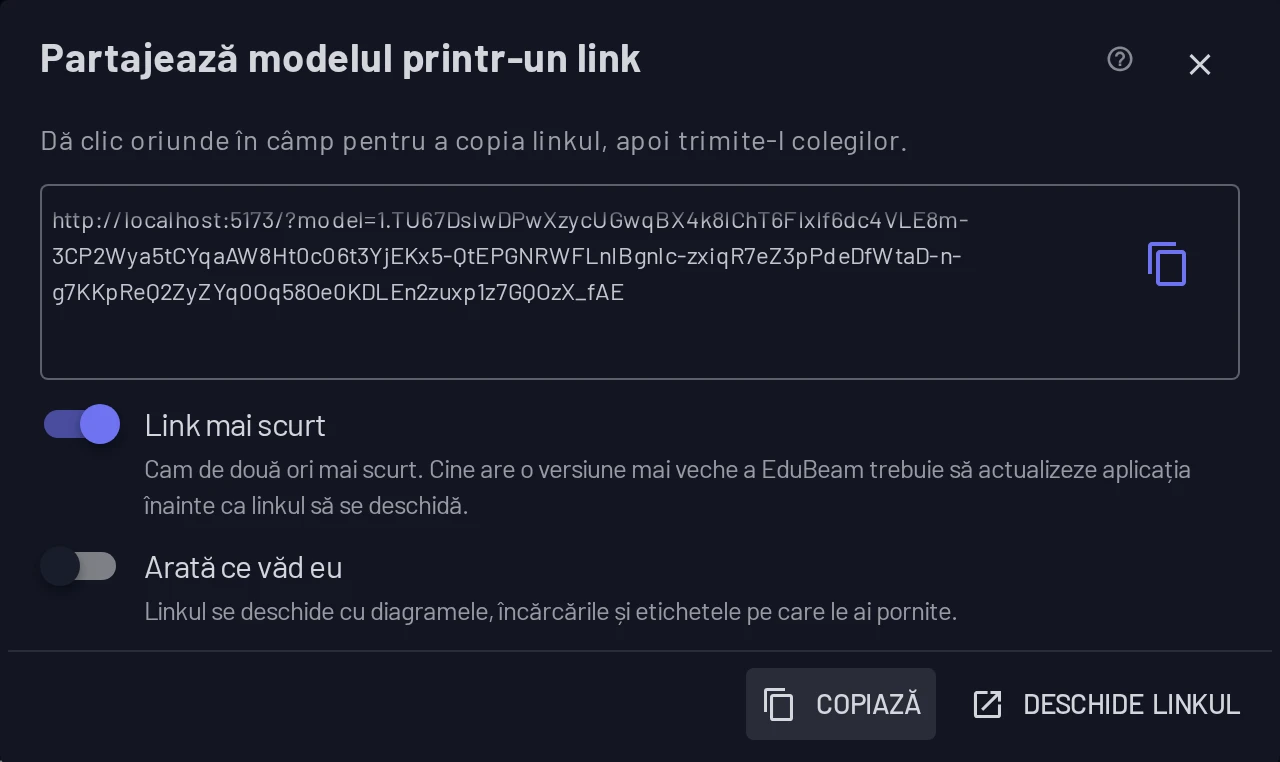 Partajează modelul printr-un link
Dă clic oriunde în câmp pentru a copia linkul, apoi trimite-l colegilor.
http://localhost:5173/?model=1.TU67DsIwDPwXzycUGwqBX4k8IChT6FIxIf6dc4VLE8m-
3CP2Wya5tCYqaAW8Ht0c06t3YjEKx5-QtEPGNRWFLnIBgnIc-zxiqR7eZ3pPdeDfWtaD-n-
g7KKpReQ2ZyZYq0Oq58Oe0KDLEn2zuxp1z7GQOzX_fAE
Link mai scurt
Cam de două ori mai scurt. Cine are o versiune mai veche a EduBeam trebuie să actualizeze aplicația
înainte ca linkul să se deschidă.
Arată ce văd eu
Linkul se deschide cu diagramele, încărcările și etichetele pe care le ai pornite.
COPIAZĂ
DESCHIDE LINKUL